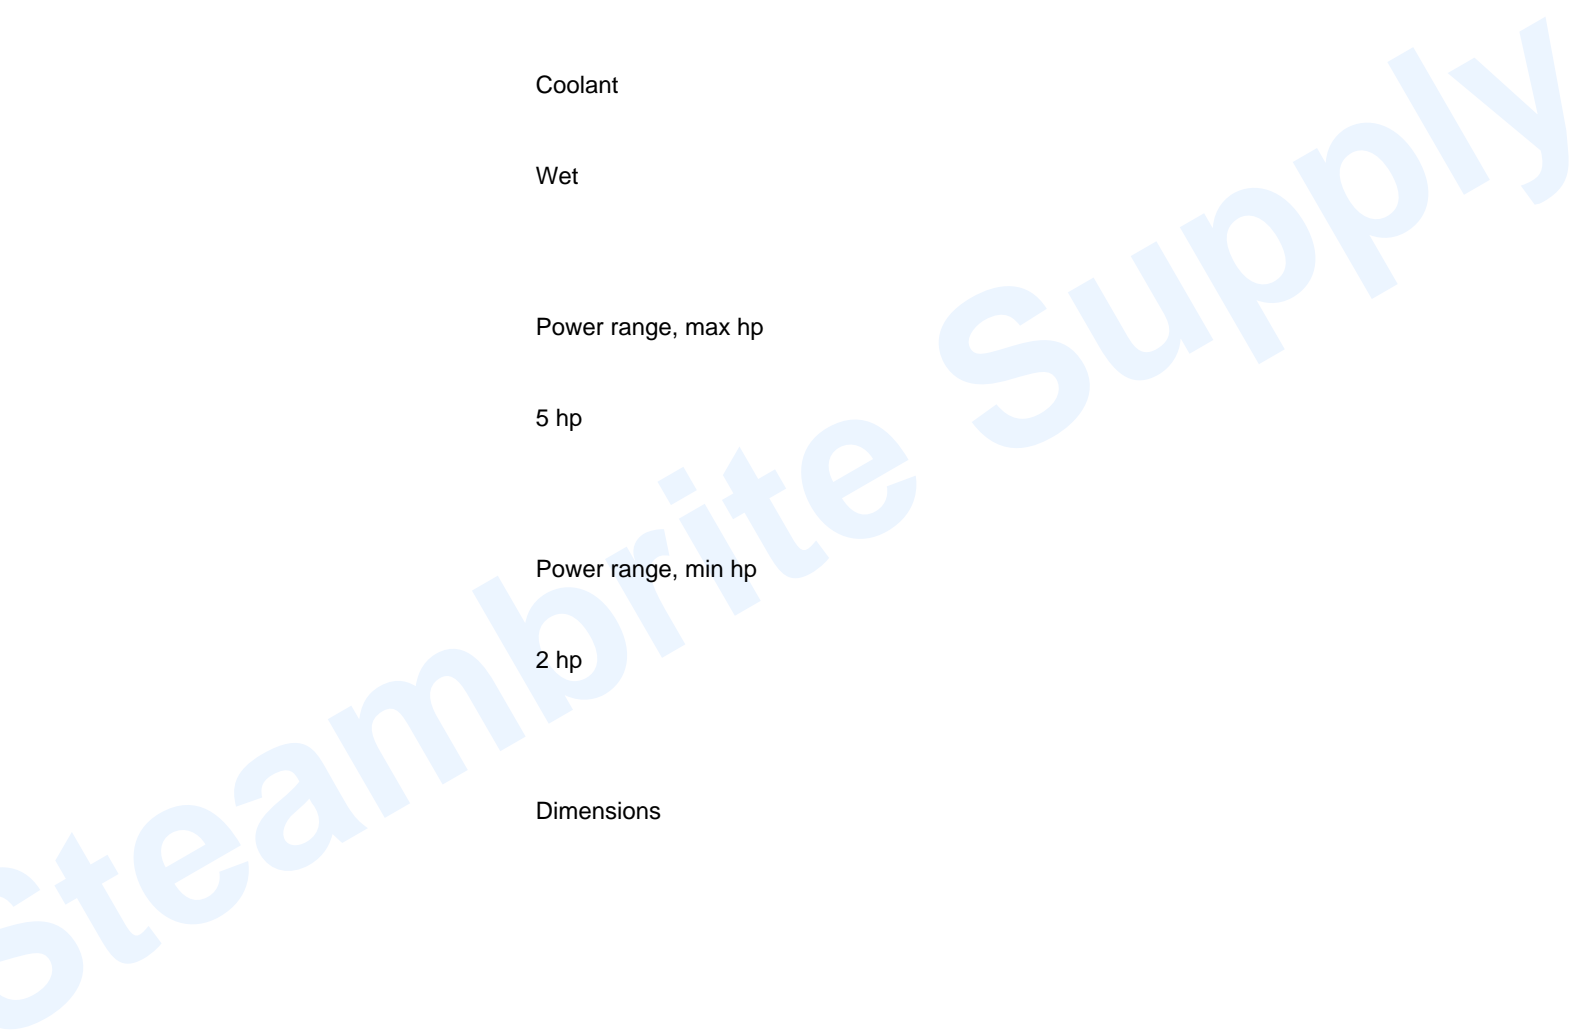 Coolant
Wet
Power range, max hp
5 hp
Power range, min hp
2 hp
Dimensions
Steambrite Supply